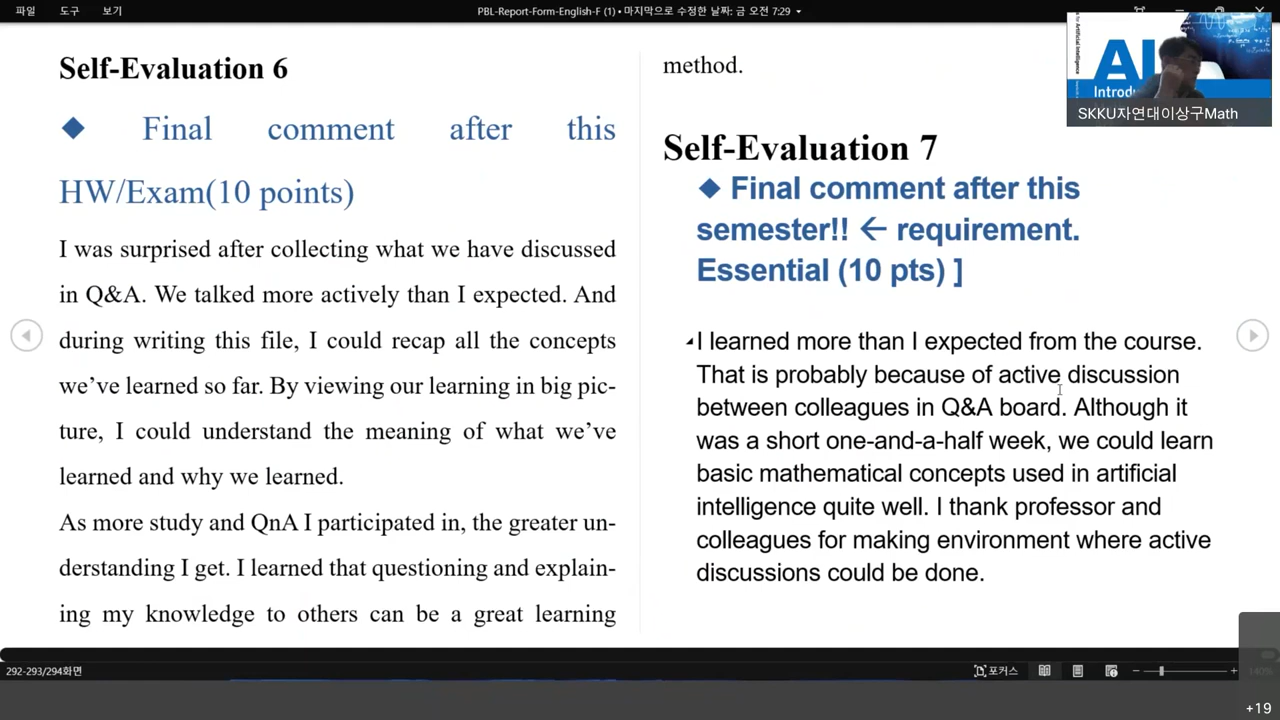 파일 도구 보기
PBL-Report-Form-English-F (1) • 마지막으로 수정한 날짜: 금 오전 7:29
Self-Evaluation 6
◆ Final comment after this
HW/Exam(10 points)
I was surprised after collecting what we have discussed
in Q&A. We talked more actively than I expected. And
during writing this file, I could recap all the concepts
we’ve learned so far. By viewing our learning in big pic-
ture, I could understand the meaning of what we’ve
learned and why we learned.
As more study and QnA I participated in, the greater un-
derstanding I get. I learned that questioning and explain-
ing my knowledge to others can be a great learning
method.
Self-Evaluation 7
◆ Final comment after this
semester!! ← requirement.
Essential (10 pts) ]
I learned more than I expected from the course.
That is probably because of active discussion
between colleagues in Q&A board. Although it
was a short one-and-a-half week, we could learn
basic mathematical concepts used in artificial
intelligence quite well. I thank professor and
colleagues for making environment where active
discussions could be done.
AI
SKKU자연대이상구Math
292-293/294화면
포커스
+19